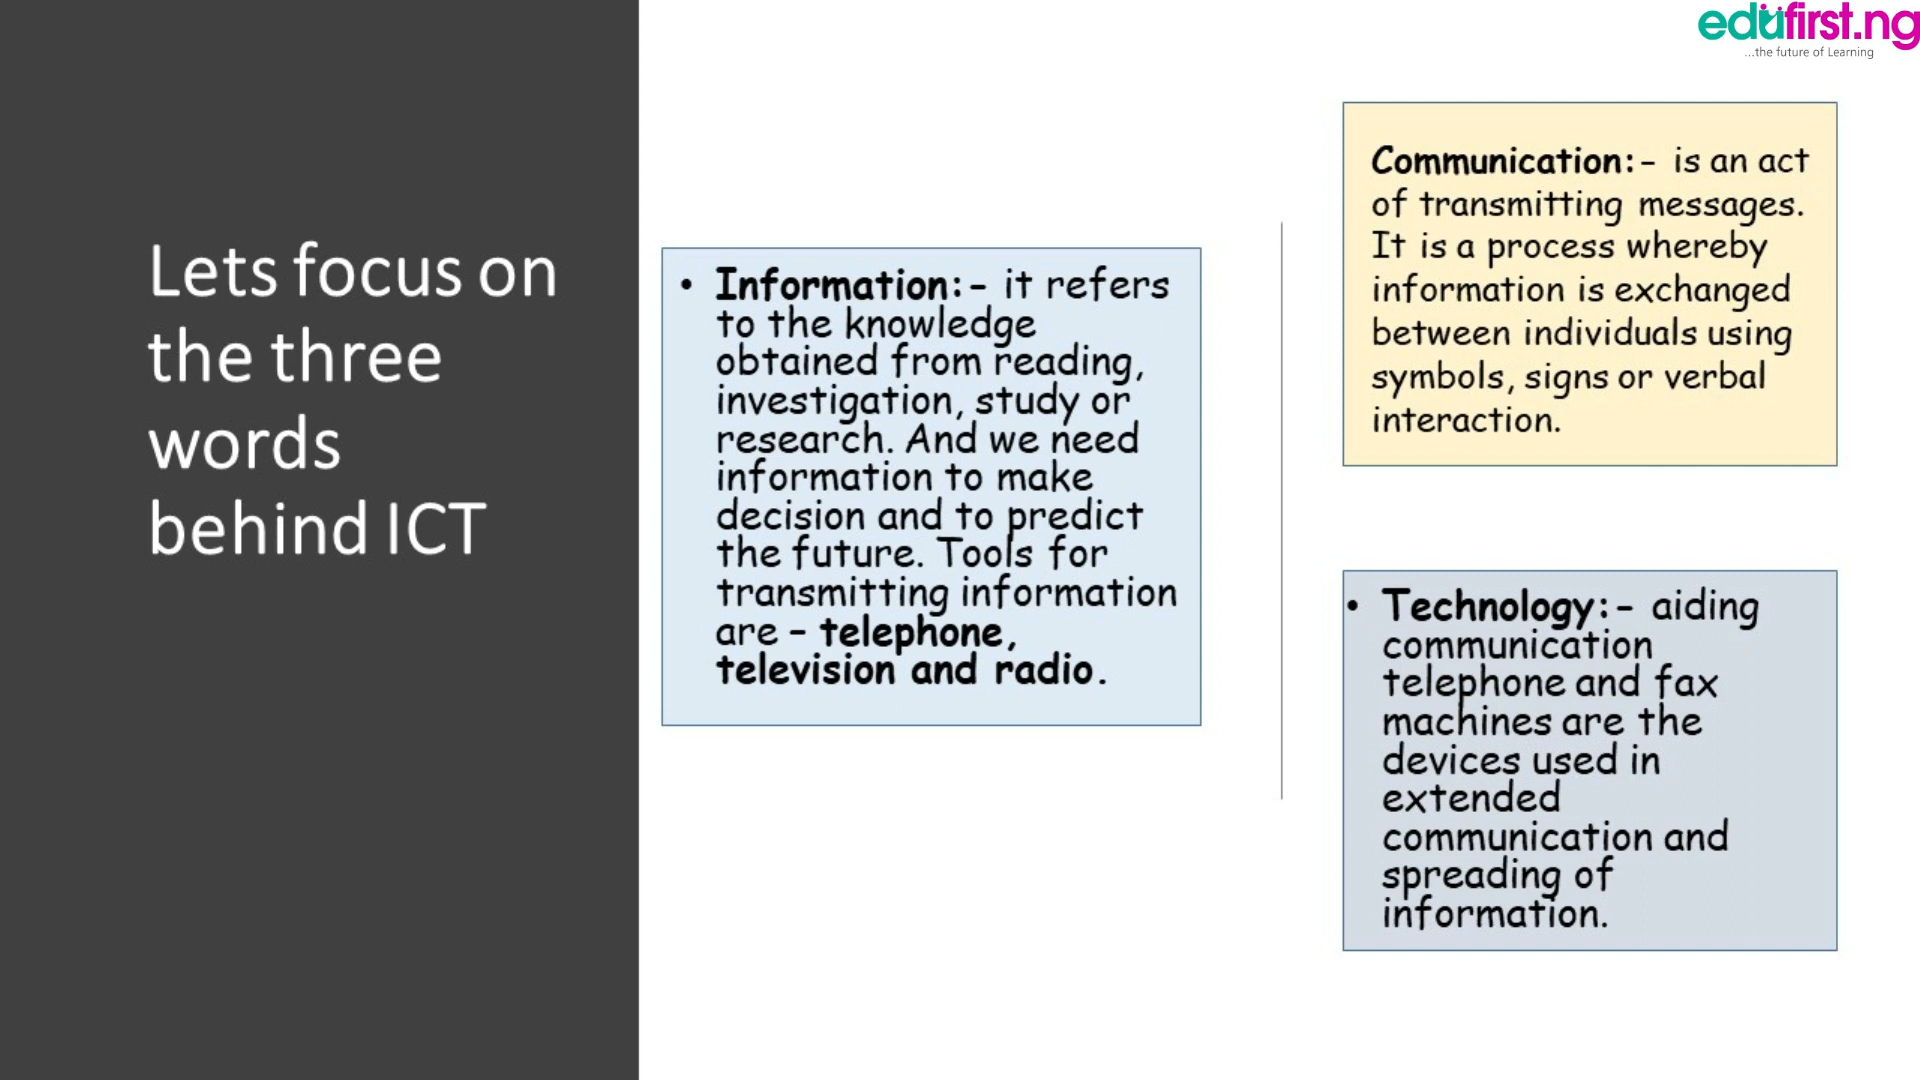 edufirst.ng
...the future of Learning
Lets focus on
the three
words
behind ICT
• Information:- it refers
to the knowledge
obtained from reading,
investigation, study or
research. And we need
information to make
decision and to predict
the future. Tools for
transmitting information
are – telephone,
television and radio.
Communication:- is an act
of transmitting messages.
It is a process whereby
information is exchanged
between individuals using
symbols, signs or verbal
interaction.
• Technology:- aiding
communication
telephone and fax
machines are the
devices used in
extended
communication and
spreading of
information.